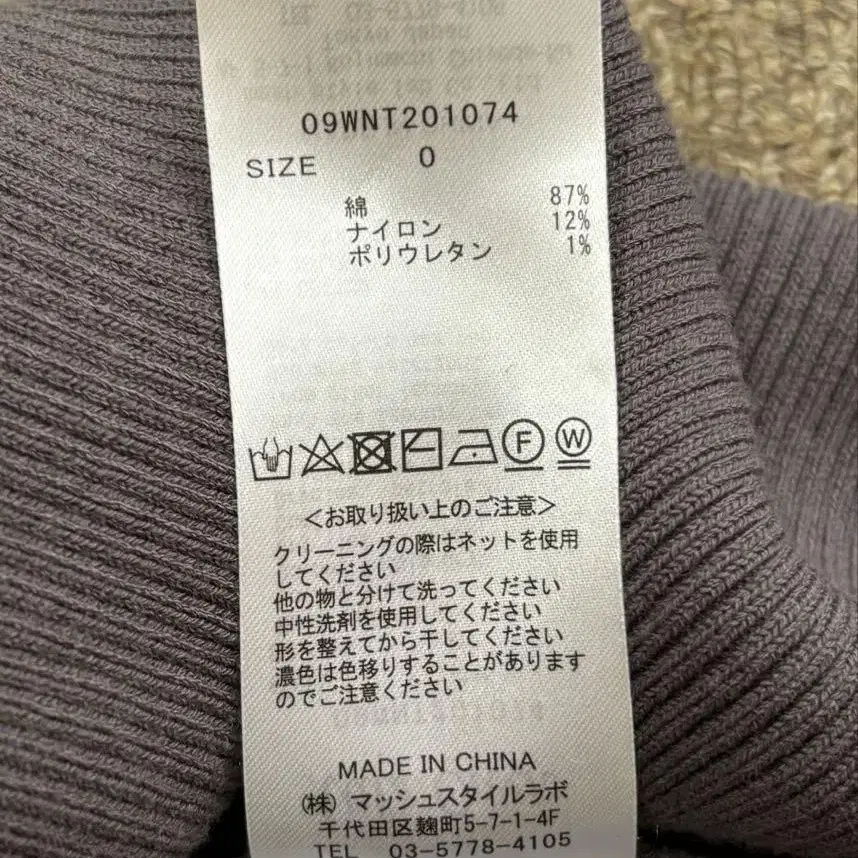 09WNT201074
SIZE 0
綿 87%
ナイロン 12%
ポリウレタン 1%
F W
＜お取り扱い上のご注意＞
クリーニングの際はネットを使用
してください
他の物と分けて洗ってください
中性洗剤を使用してください
形を整えてから干してください
濃色は色移りすることがあります
のでご注意ください
MADE IN CHINA
（株）マッシュスタイルラボ
千代田区麹町5-7-1-4F
TEL 03-5778-4105